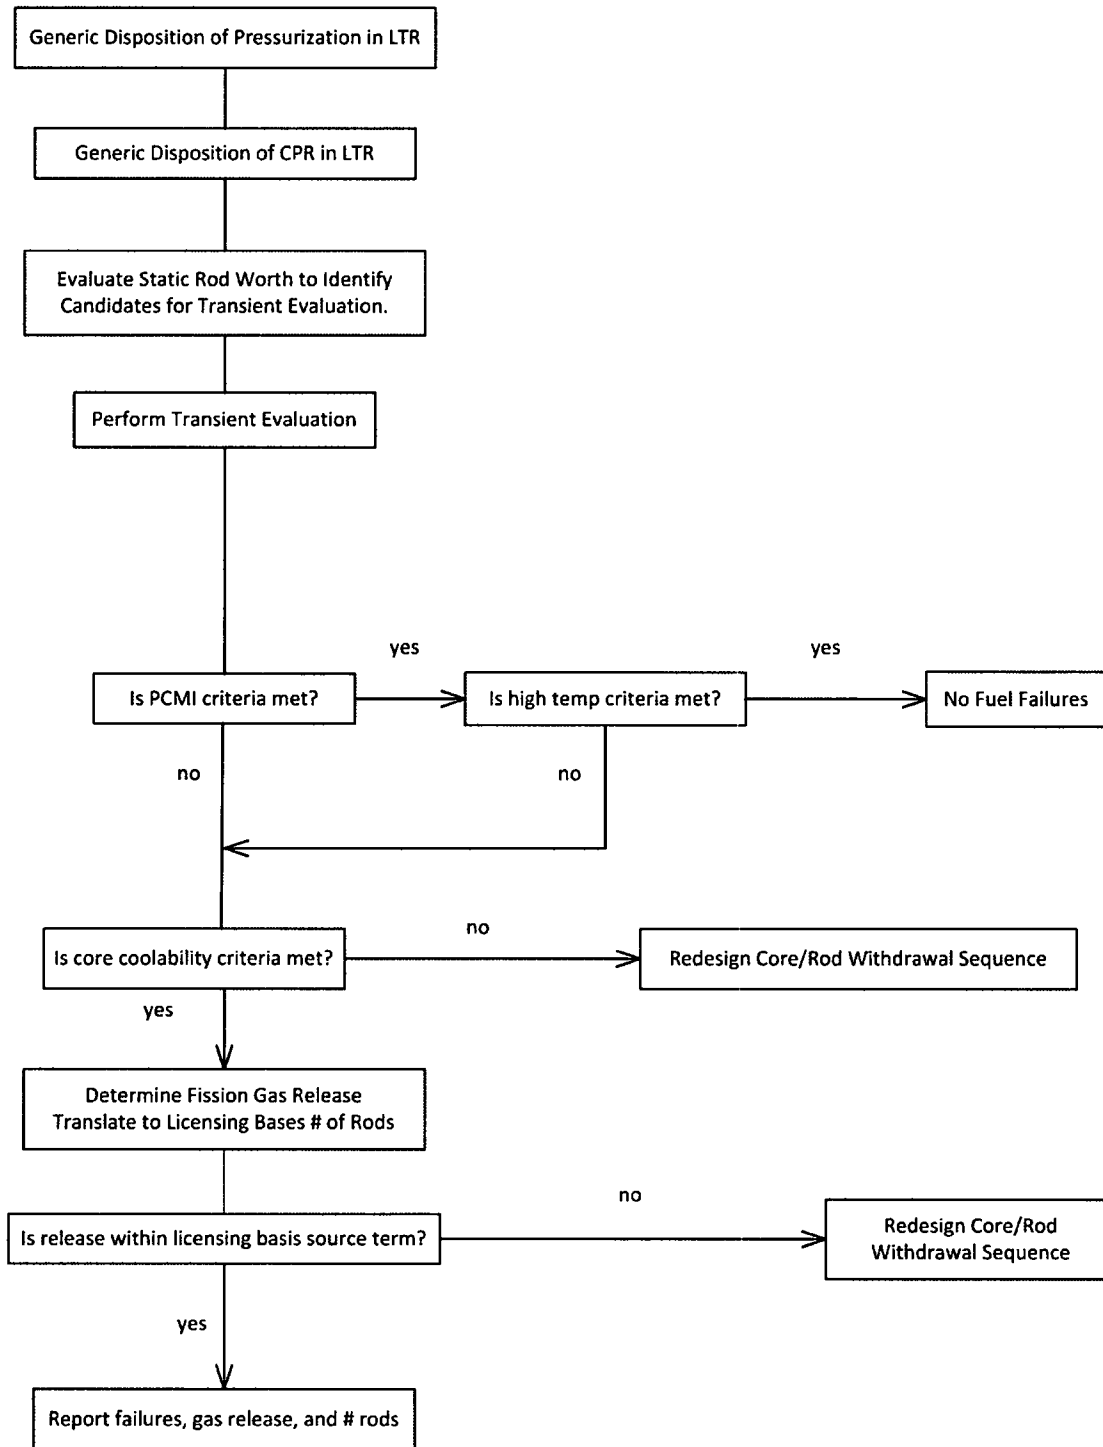 Generic Disposition of Pressurization in LTR
Generic Disposition of CPR in LTR
Evaluate Static Rod Worth to Identify
Candidates for Transient Evaluation.
Perform Transient Evaluation
yes
yes
Is PCMI criteria met?
Is high temp criteria met?
No Fuel Failures
no
no
no
Is core coolability criteria met?
Redesign Core/Rod Withdrawal Sequence
yes
Determine Fission Gas Release
Translate to Licensing Bases # of Rods
no
Is release within licensing basis source term?
Redesign Core/Rod
Withdrawal Sequence
yes
Report failures, gas release, and # rods